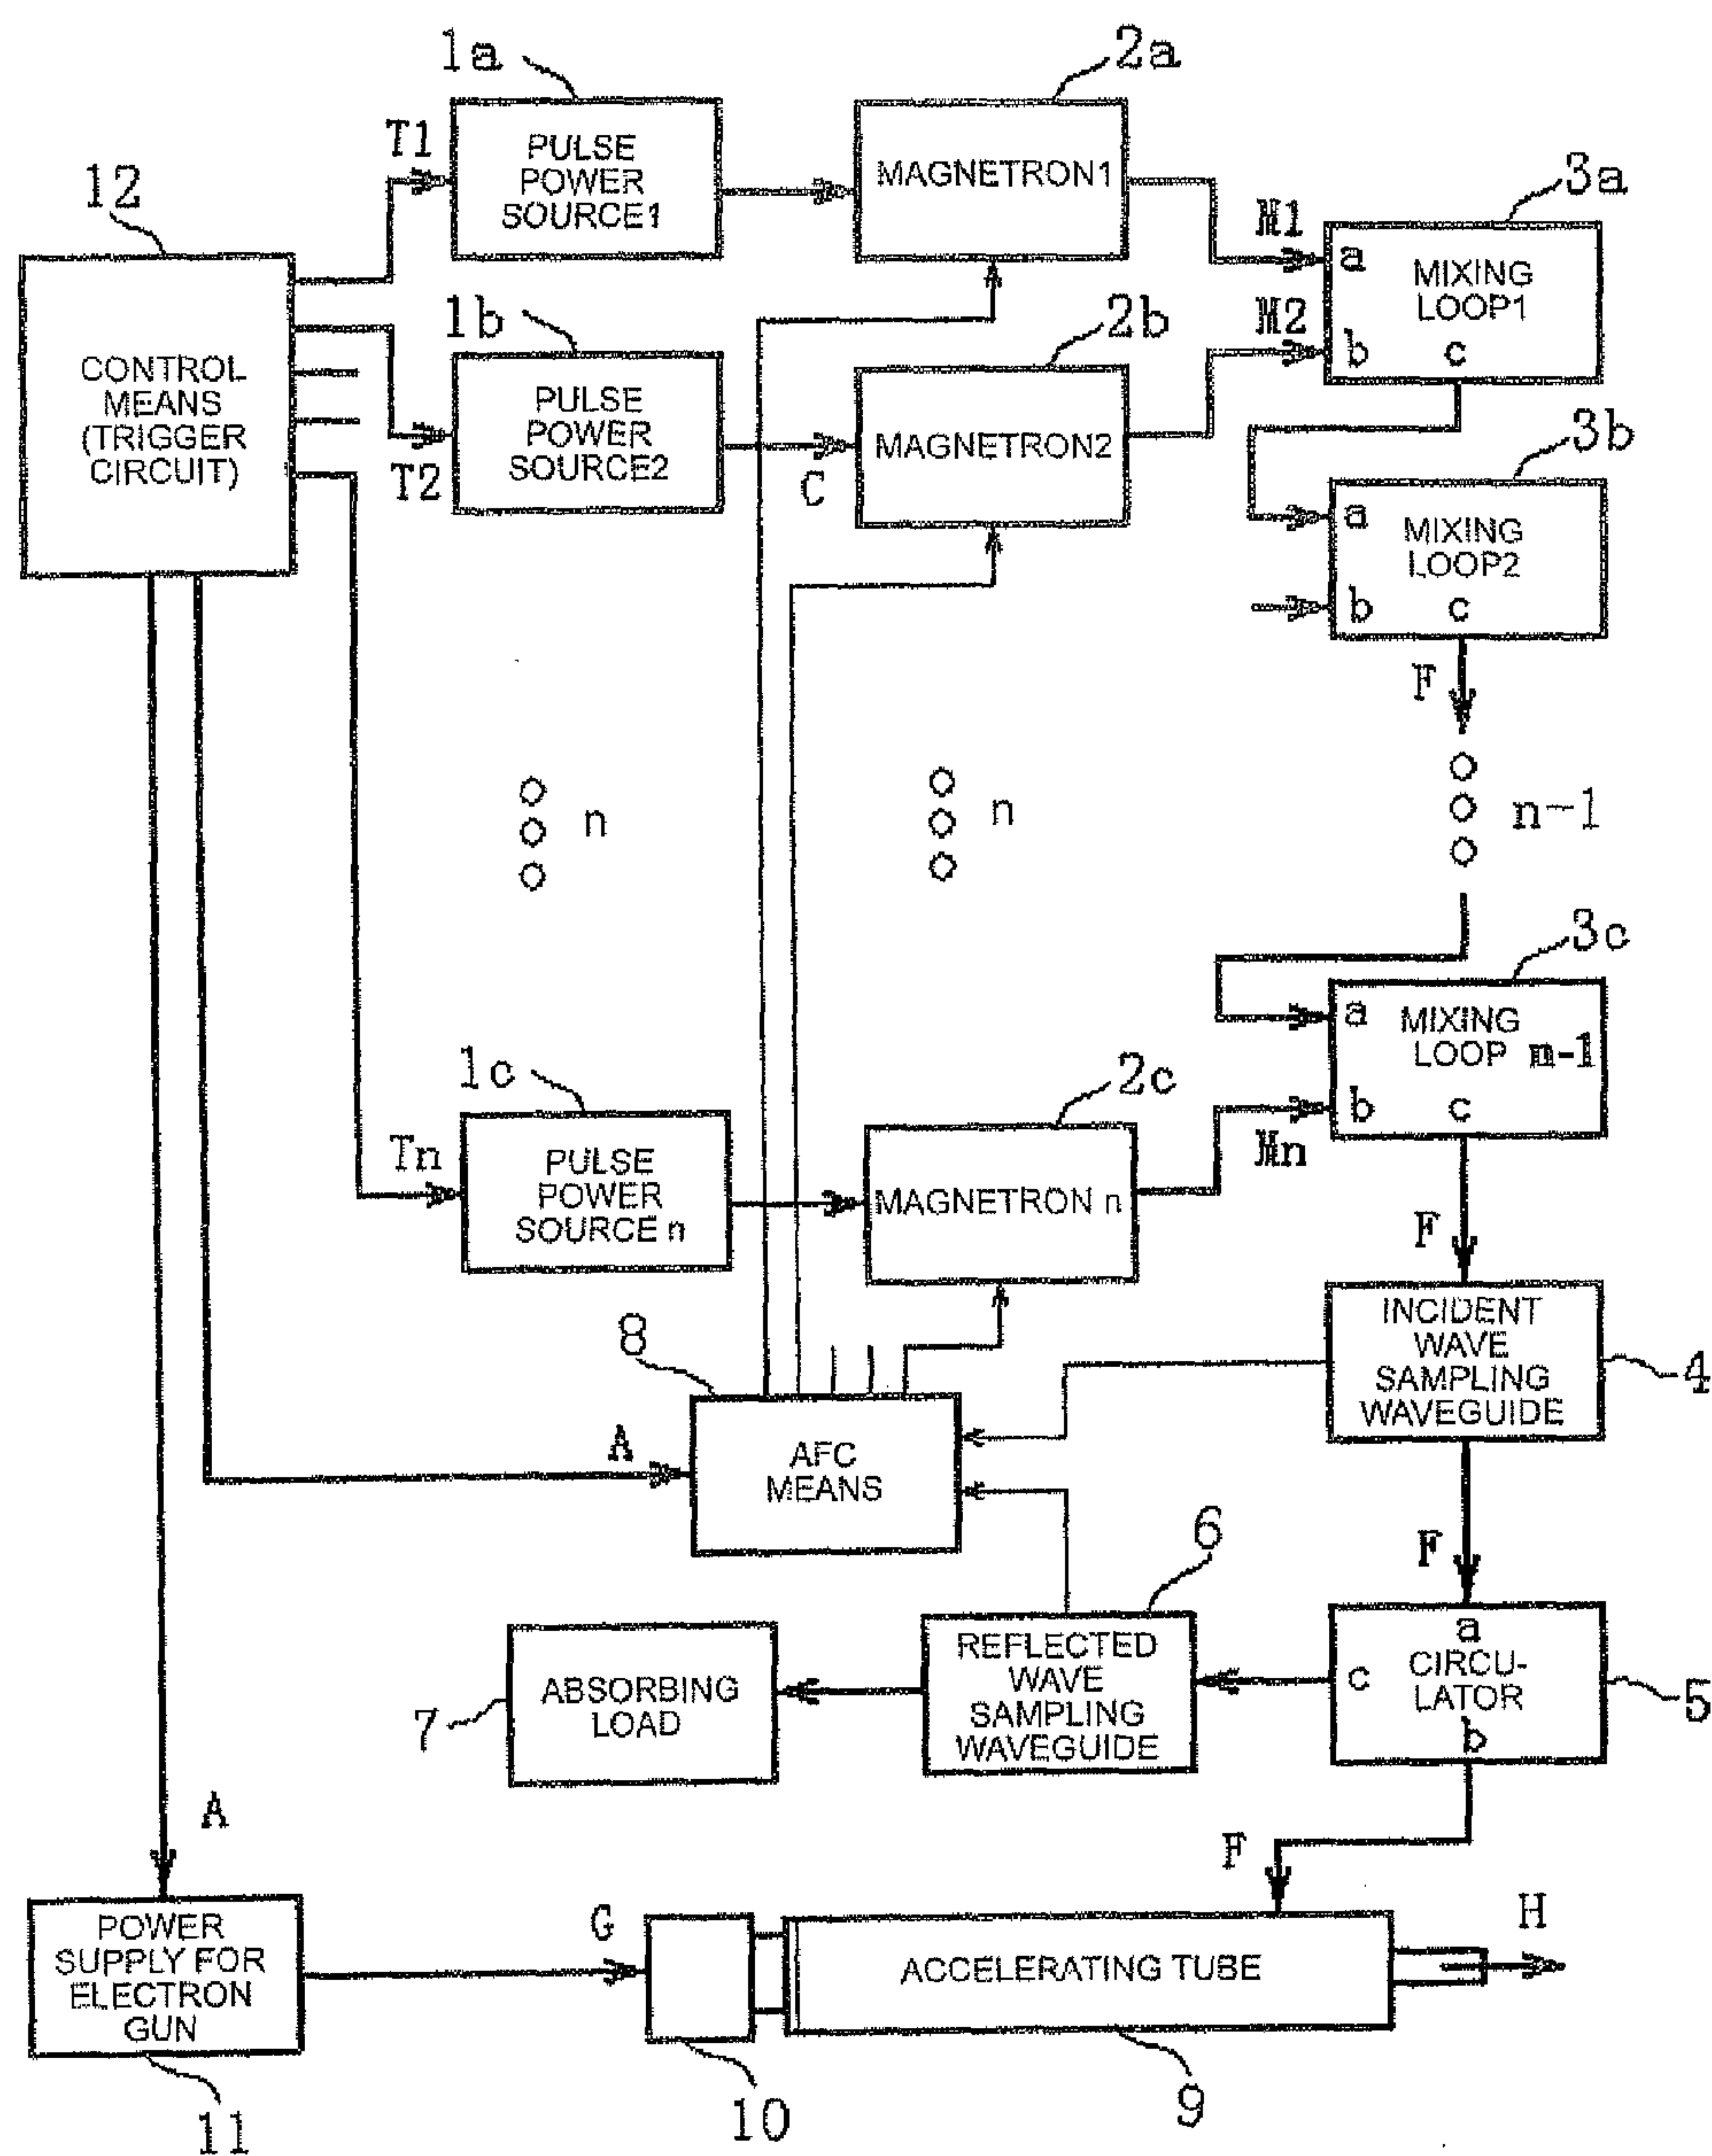 1a
2a
T1
PULSE
POWER
SOURCE1
MAGNETRON1
12
3a
M1
a
MIXING
LOOP1
1b
2b
M2
b
c
CONTROL
MEANS
(TRIGGER
CIRCUIT)
PULSE
POWER
SOURCE2
MAGNETRON2
T2
C
3b
a
MIXING
LOOP2
b
c
F
n
n
n-1
3c
a
MIXING
LOOP m-1
1c
2c
b
c
Tn
PULSE
POWER
SOURCE n
MAGNETRON n
Mn
F
INCIDENT
WAVE
SAMPLING
WAVEGUIDE
4
8
A
AFC
MEANS
6
F
ABSORBING
LOAD
7
REFLECTED
WAVE
SAMPLING
WAVEGUIDE
a
c
CIRCU-
LATOR
b
5
A
F
POWER
SUPPLY FOR
ELECTRON
GUN
G
ACCELERATING TUBE
H
11
10
9